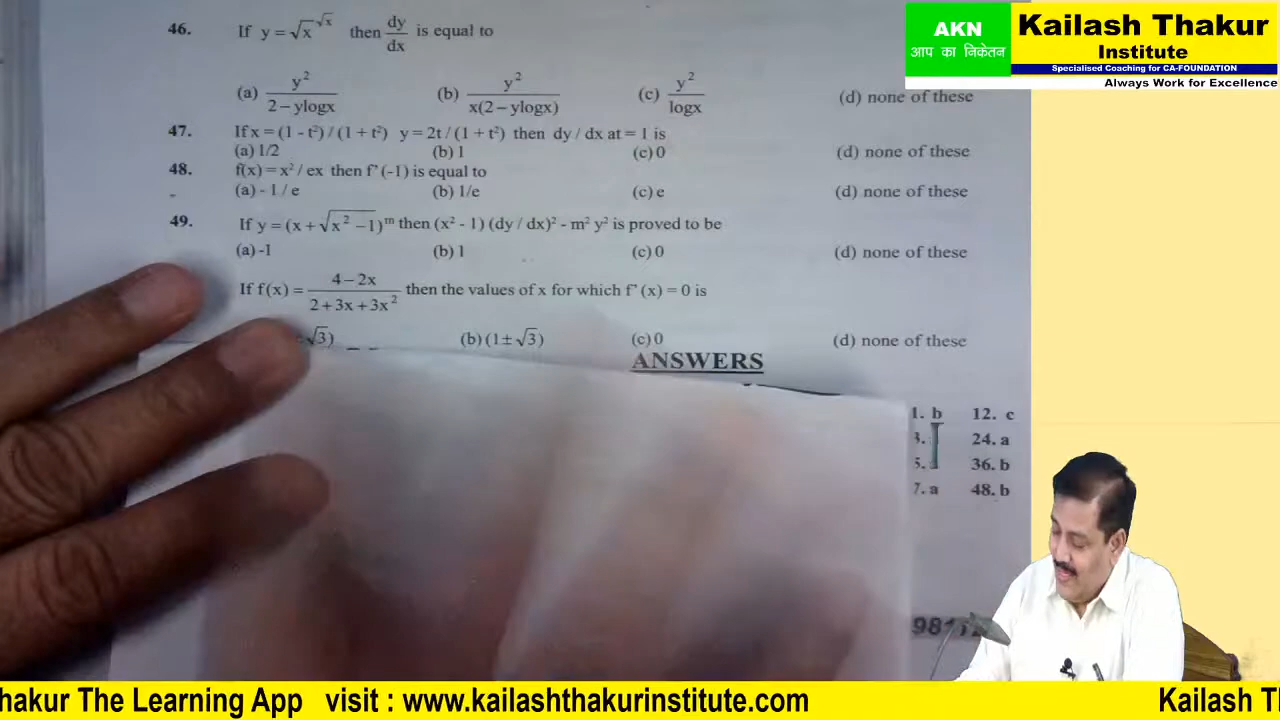 46. If y = √x^√x then dy/dx is equal to
(a) y²/(2 – ylogx) (b) y²/(x(2 – ylogx)) (c) y²/logx (d) none of these
47. If x = (1 - t²) / (1 + t²) y = 2t / (1 + t²) then dy / dx at = 1 is
(a) 1/2 (b) 1 (c) 0 (d) none of these
48. f(x) = x² / ex then f' (-1) is equal to
(a) - 1 / e (b) 1/e (c) e (d) none of these
49. If y = (x + √(x² – 1))ᵐ then (x² - 1) (dy / dx)² - m² y² is proved to be
(a) -1 (b) 1 (c) 0 (d) none of these
If f(x) = (4 – 2x)/(2 + 3x + 3x²) then the values of x for which f' (x) = 0 is
√3) (b) (1± √3) (c) 0 (d) none of these
ANSWERS
1. b 12. c
24. a
5. 36. b
7. a 48. b
981
AKN
आप का निकेतन
Kailash Thakur
Institute
Specialised Coaching for CA-FOUNDATION
Always Work for Excellence
hakur The Learning App visit : www.kailashthakurinstitute.com Kailash T